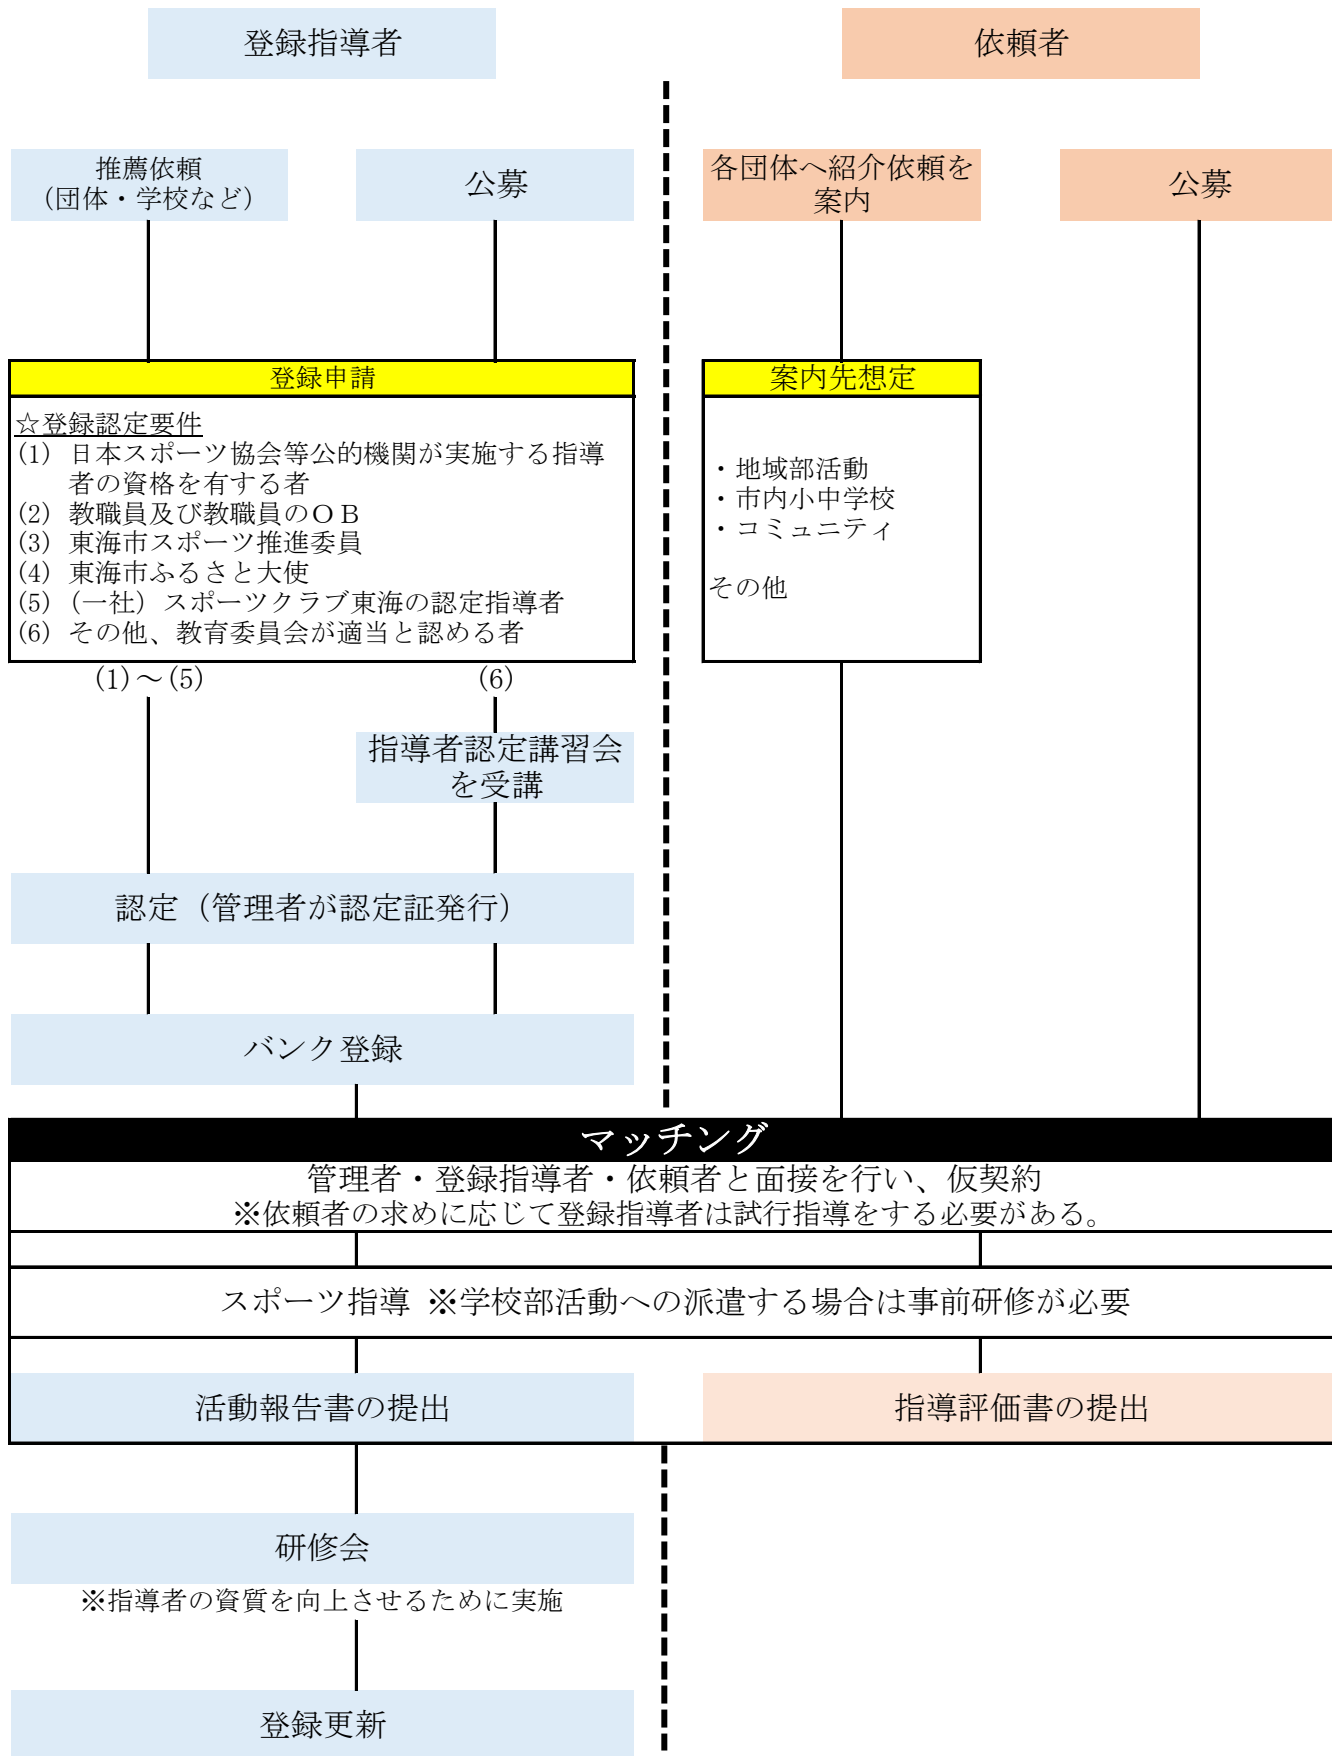 登録指導者
依頼者
推薦依頼
（団体・学校など）
公募
各団体へ紹介依頼を
案内
公募
登録申請
☆登録認定要件
(1) 日本スポーツ協会等公的機関が実施する指導
者の資格を有する者
(2) 教職員及び教職員のＯＢ
(3) 東海市スポーツ推進委員
(4) 東海市ふるさと大使
(5) （一社）スポーツクラブ東海の認定指導者
(6) その他、教育委員会が適当と認める者
案内先想定
・地域部活動
・市内小中学校
・コミュニティ
その他
(1)～(5)
(6)
指導者認定講習会
を受講
認定（管理者が認定証発行）
バンク登録
マッチング
管理者・登録指導者・依頼者と面接を行い、仮契約
※依頼者の求めに応じて登録指導者は試行指導をする必要がある。
スポーツ指導 ※学校部活動への派遣する場合は事前研修が必要
活動報告書の提出
指導評価書の提出
研修会
※指導者の資質を向上させるために実施
登録更新